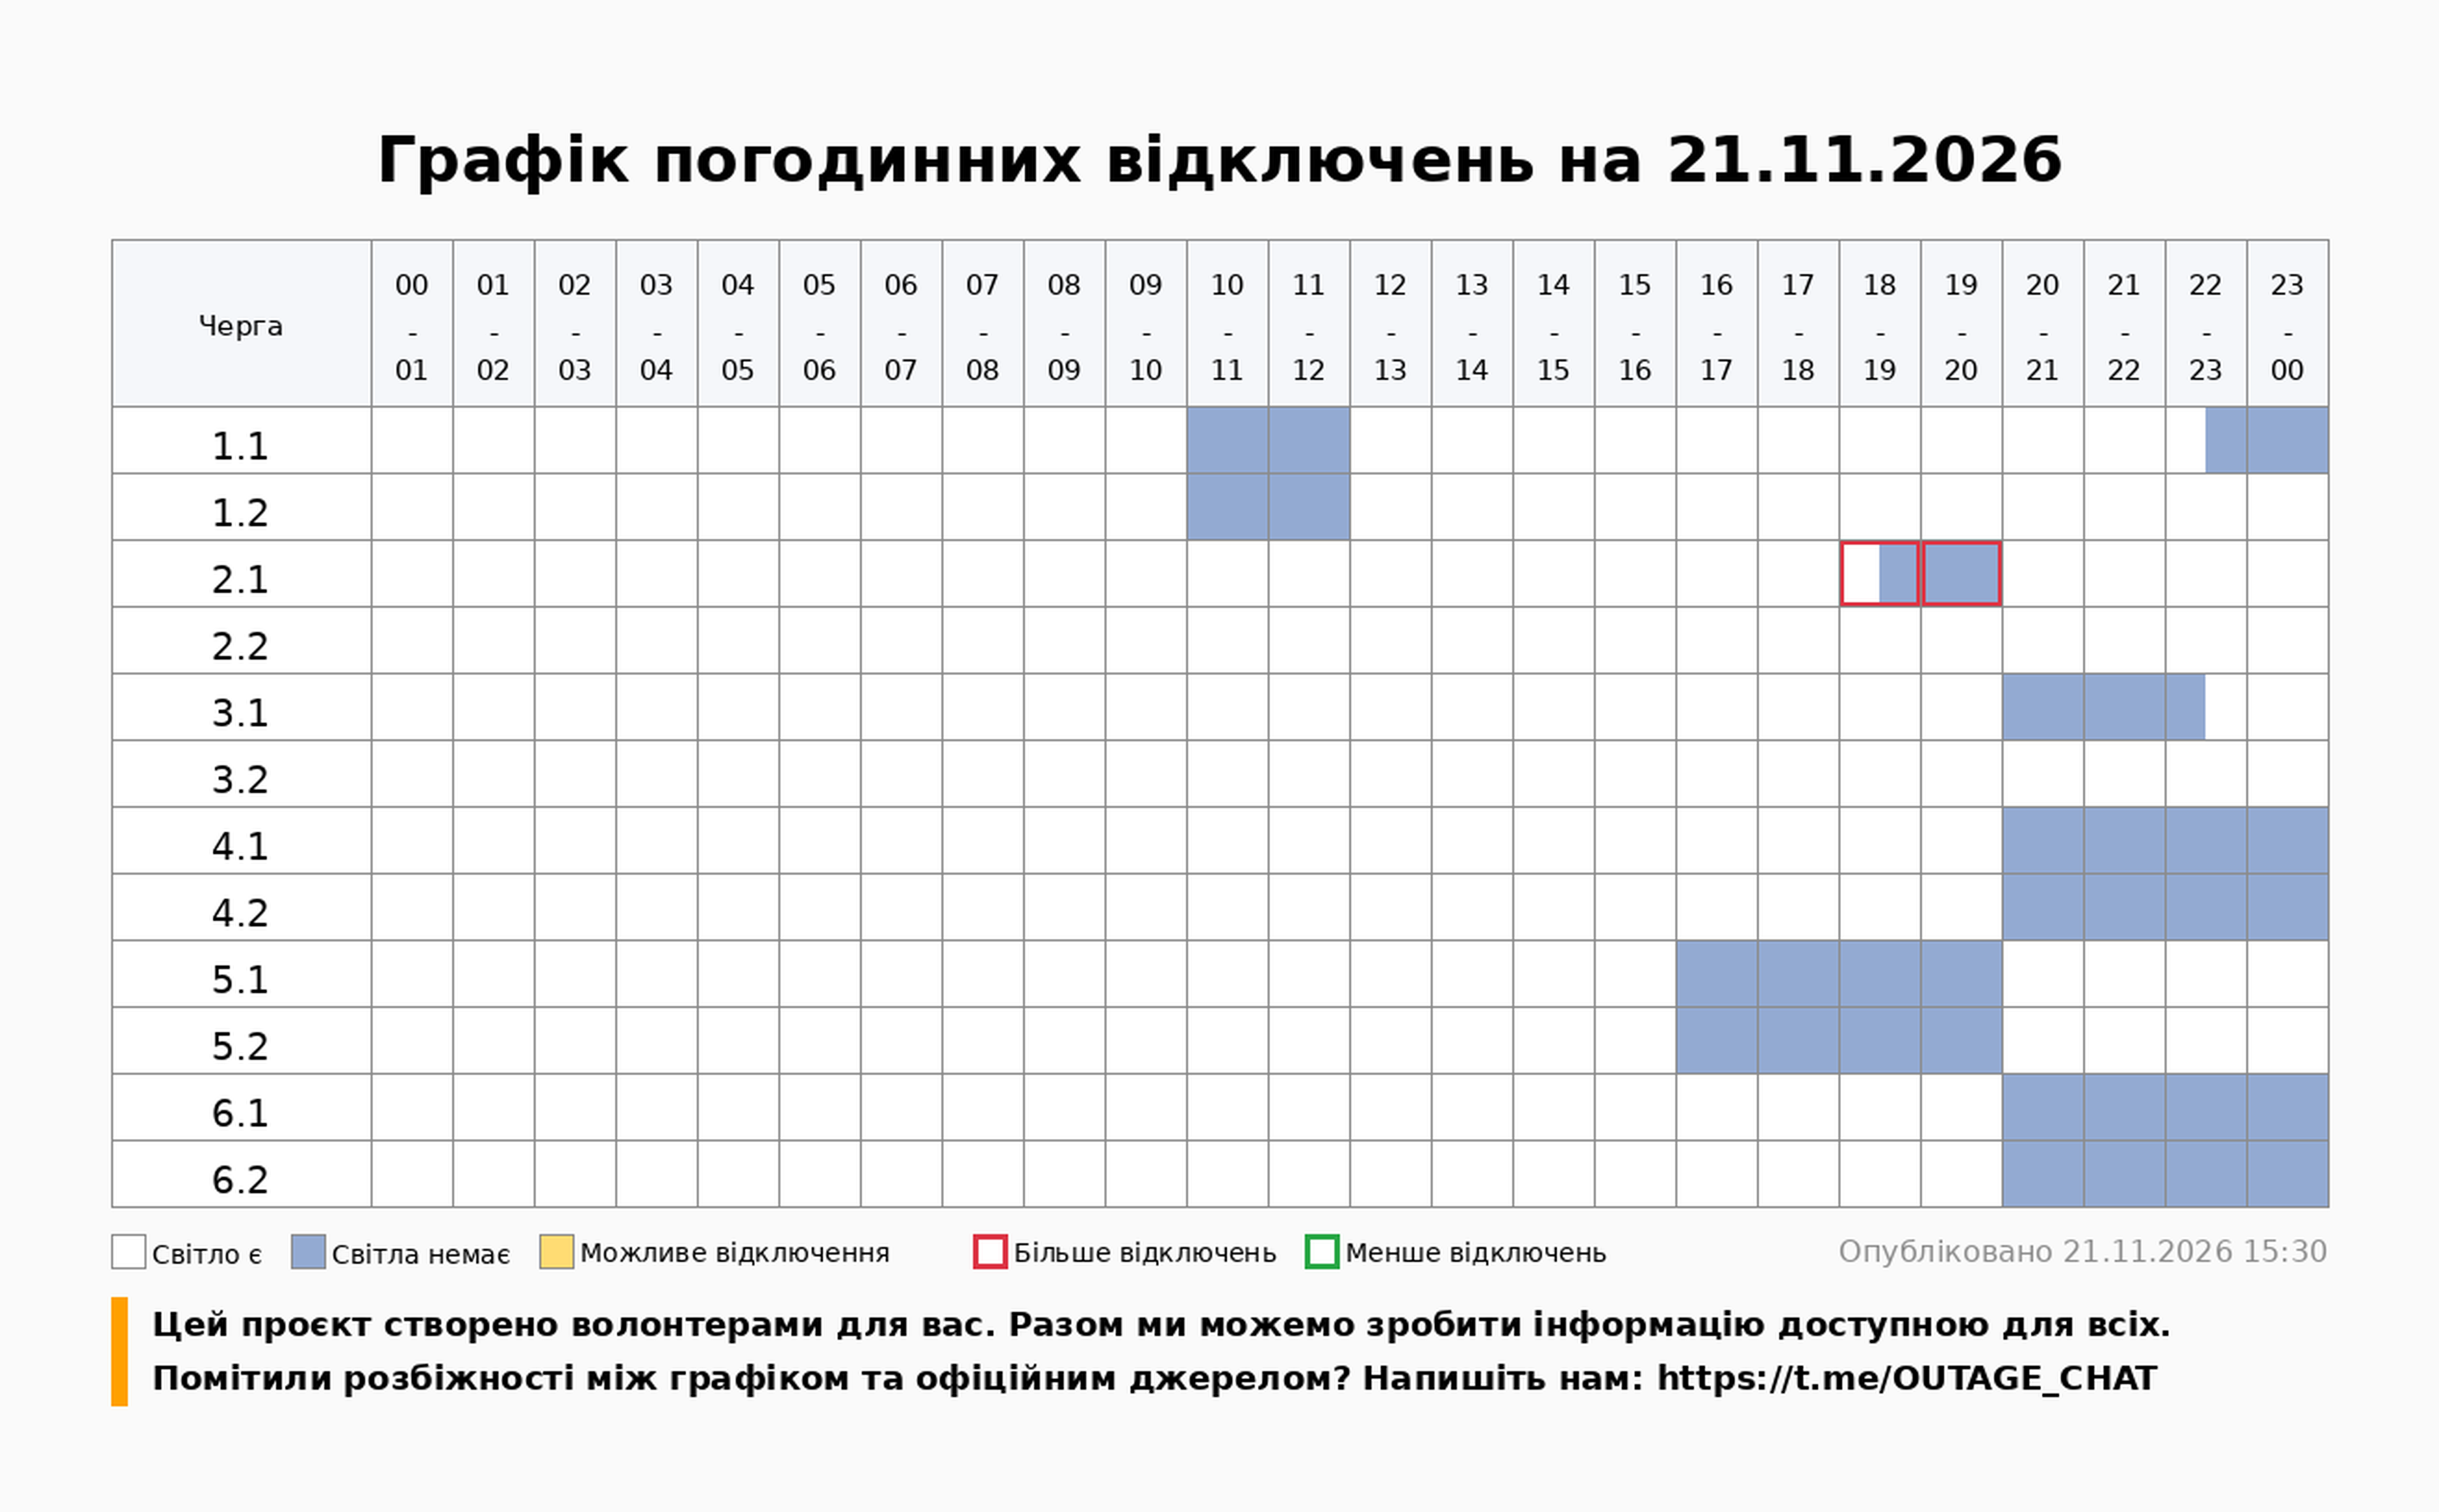 Графік погодинних відключень на 21.11.2026
Черга 00 - 01 01 - 02 02 - 03 03 - 04 04 - 05 05 - 06 06 - 07 07 - 08 08 - 09 09 - 10 10 - 11 11 - 12 12 - 13 13 - 14 14 - 15 15 - 16 16 - 17 17 - 18 18 - 19 19 - 20 20 - 21 21 - 22 22 - 23 23 - 00
1.1
1.2
2.1
2.2
3.1
3.2
4.1
4.2
5.1
5.2
6.1
6.2
Світло є Світла немає Можливе відключення Більше відключень Менше відключень Опубліковано 21.11.2026 15:30
Цей проєкт створено волонтерами для вас. Разом ми можемо зробити інформацію доступною для всіх.
Помітили розбіжності між графіком та офіційним джерелом? Напишіть нам: https://t.me/OUTAGE_CHAT